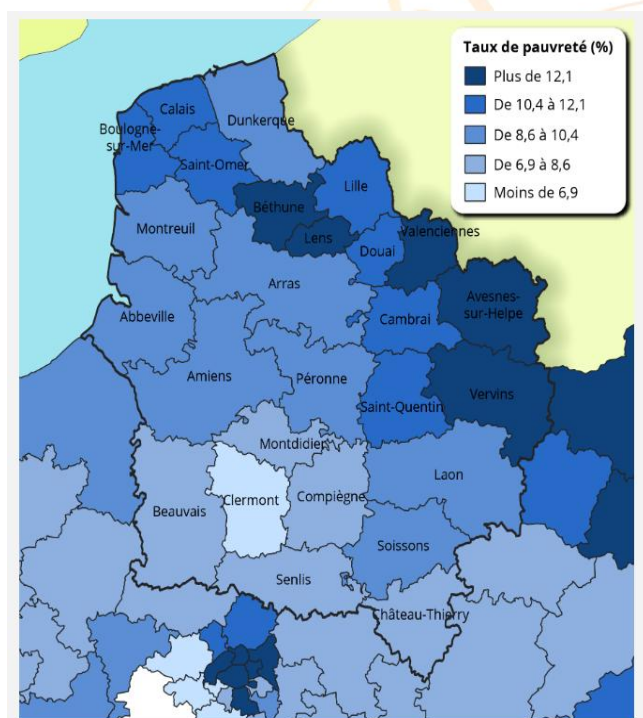 Taux de pauvreté (%)
Plus de 12,1
De 10,4 à 12,1
De 8,6 à 10,4
De 6,9 à 8,6
Moins de 6,9
Calais
Dunkerque
Boulogne-
sur-Mer
Saint-Omer
Lille
Béthune
Lens
Valenciennes
Douai
Montreuil
Arras
Avesnes-
sur-Helpe
Abbeville
Cambrai
Amiens
Péronne
Saint-Quentin
Vervins
Montdidier
Laon
Clermont
Compiègne
Beauvais
Soissons
Senlis
Château-Thierry